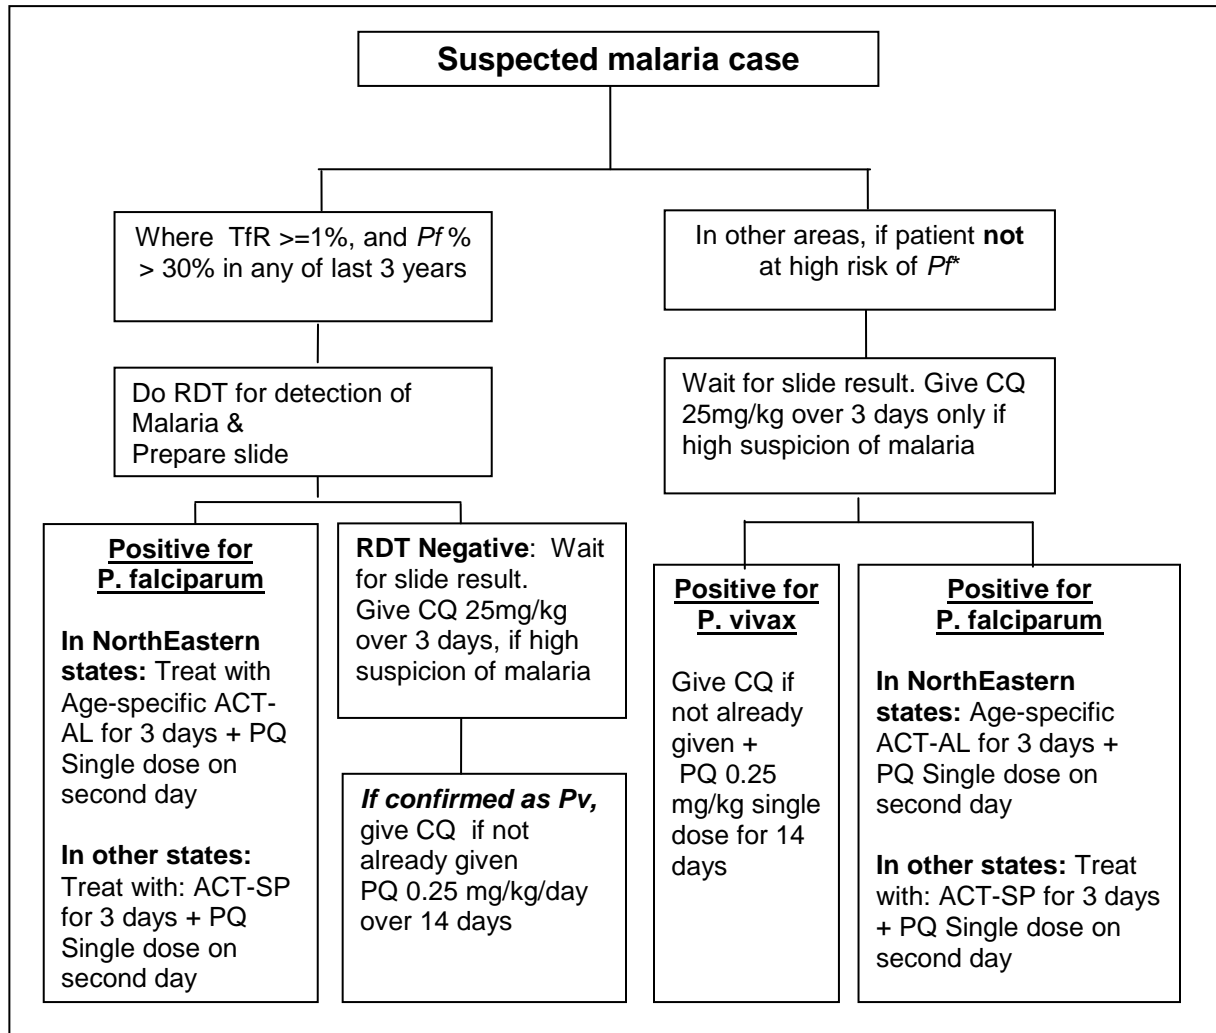 Suspected malaria case
Where TfR >=1%, and Pf %
> 30% in any of last 3 years
In other areas, if patient not
at high risk of Pf*
Do RDT for detection of
Malaria &
Prepare slide
Wait for slide result. Give CQ
25mg/kg over 3 days only if
high suspicion of malaria
Positive for
P. falciparum
In NorthEastern
states: Treat with
Age-specific ACT-
AL for 3 days + PQ
Single dose on
second day
In other states:
Treat with: ACT-SP
for 3 days + PQ
Single dose on
second day
RDT Negative: Wait
for slide result.
Give CQ 25mg/kg
over 3 days, if high
suspicion of malaria
If confirmed as Pv,
give CQ if not
already given
PQ 0.25 mg/kg/day
over 14 days
Positive for
P. vivax
Give CQ if
not already
given +
PQ 0.25
mg/kg single
dose for 14
days
Positive for
P. falciparum
In NorthEastern
states: Age-specific
ACT-AL for 3 days +
PQ Single dose on
second day
In other states: Treat
with: ACT-SP for 3 days
+ PQ Single dose on
second day